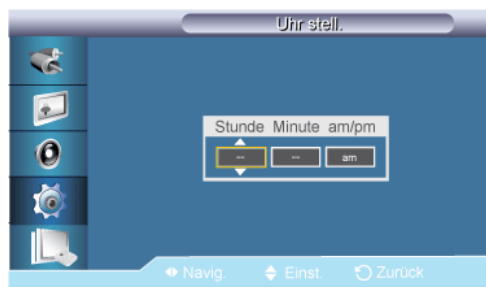 Uhr stell.
Stunde Minute am/pm
-- -- am
Navig. Einst. Zurück